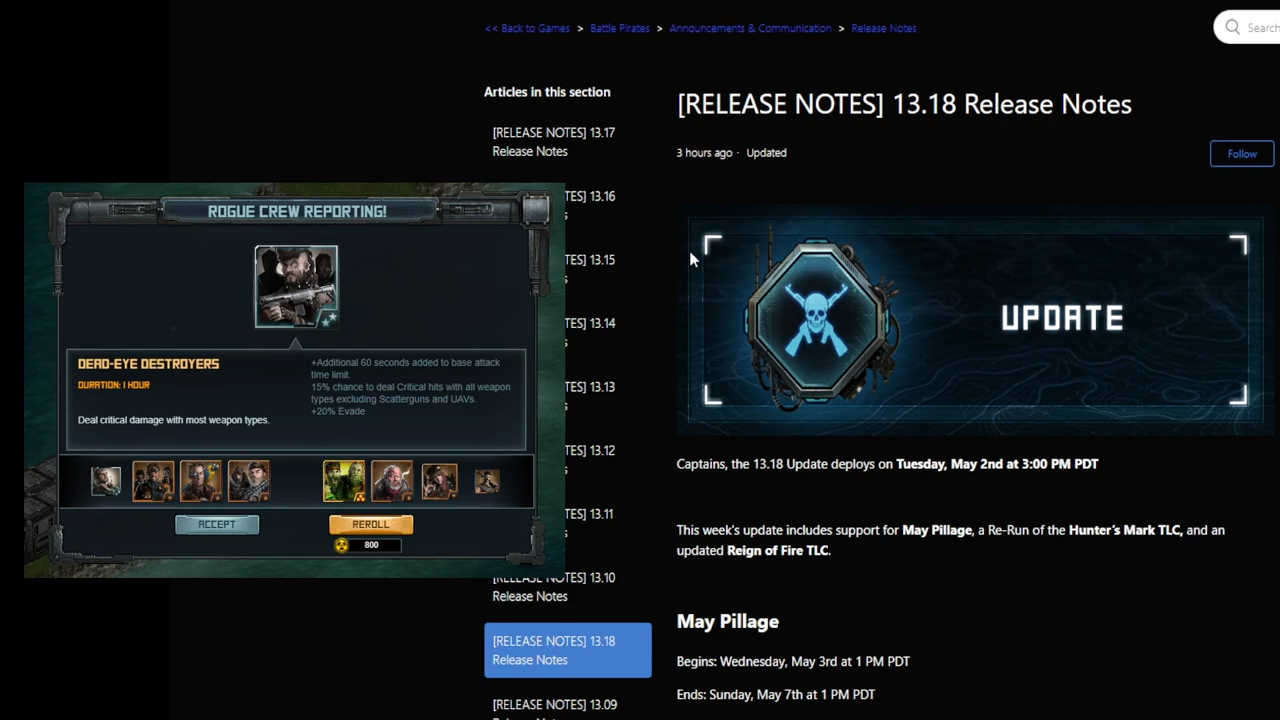 << Back to Games > Battle Pirates > Announcements & Communication > Release Notes
Search
Articles in this section
[RELEASE NOTES] 13.17
Release Notes
TES] 13.16
s
TES] 13.15
s
TES] 13.14
s
TES] 13.13
s
TES] 13.12
s
TES] 13.11
s
[RELEASE NOTES] 13.10
Release Notes
[RELEASE NOTES] 13.18
Release Notes
[RELEASE NOTES] 13.09
ROGUE CREW REPORTING!
DEAD-EYE DESTROYERS
DURATION: 1 HOUR
Deal critical damage with most weapon types.
+Additional 60 seconds added to base attack
time limit.
15% chance to deal Critical hits with all weapon
types excluding Scatterguns and UAVs.
+20% Evade
ACCEPT
REROLL
800
[RELEASE NOTES] 13.18 Release Notes
3 hours ago · Updated
Follow
UPDATE
Captains, the 13.18 Update deploys on Tuesday, May 2nd at 3:00 PM PDT
This week's update includes support for May Pillage, a Re-Run of the Hunter's Mark TLC, and an
updated Reign of Fire TLC.
May Pillage
Begins: Wednesday, May 3rd at 1 PM PDT
Ends: Sunday, May 7th at 1 PM PDT